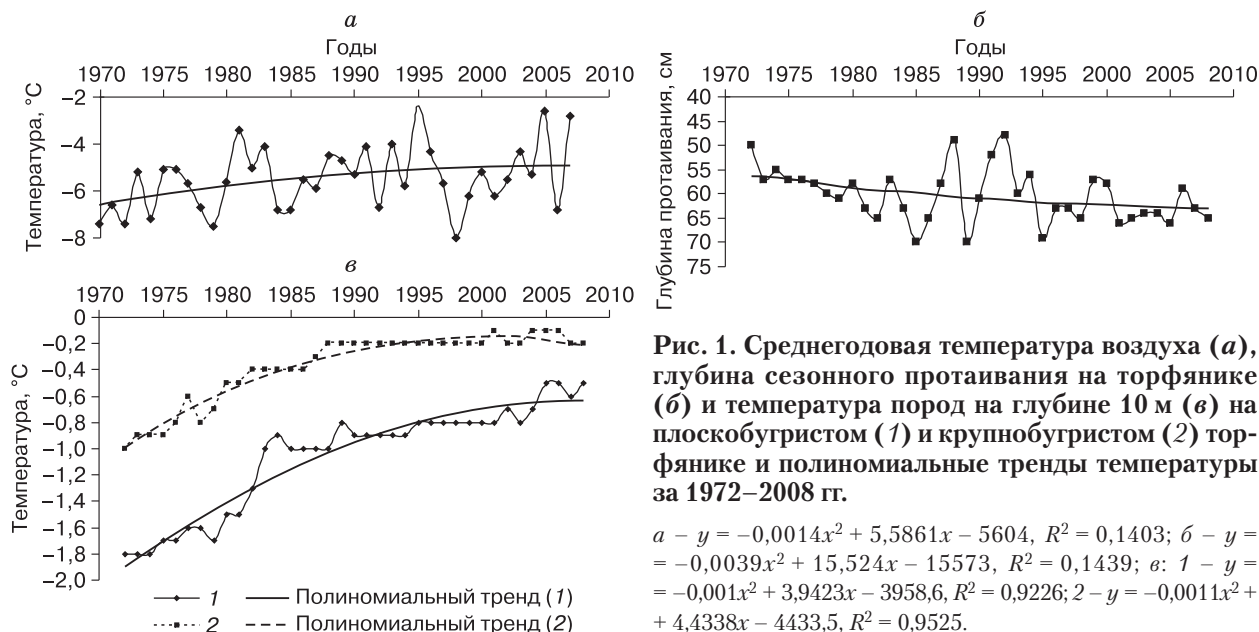 а
Годы
1970 1975 1980 1985 1990 1995 2000 2005 2010
Температура, °C
−2
−4
−6
−8
б
Годы
1970 1975 1980 1985 1990 1995 2000 2005 2010
Глубина протаивания, см
40
45
50
55
60
65
70
75
в
1970 1975 1980 1985 1990 1995 2000 2005 2010
Температура, °C
0
−0,2
−0,4
−0,6
−0,8
−1,0
−1,2
−1,4
−1,6
−1,8
−2,0
1 Полиномиальный тренд (1)
2 Полиномиальный тренд (2)
Рис. 1. Среднегодовая температура воздуха (а),
глубина сезонного протаивания на торфянике
(б) и температура пород на глубине 10 м (в) на
плоскобугристом (1) и крупнобугристом (2) тор-
фянике и полиномиальные тренды температуры
за 1972–2008 гг.
а – y = –0,0014x² + 5,5861x – 5604, R² = 0,1403; б – y =
= –0,0039x² + 15,524x – 15573, R² = 0,1439; в: 1 – y =
= –0,001x² + 3,9423x – 3958,6, R² = 0,9226; 2 – y = –0,0011x² +
+ 4,4338x – 4433,5, R² = 0,9525.